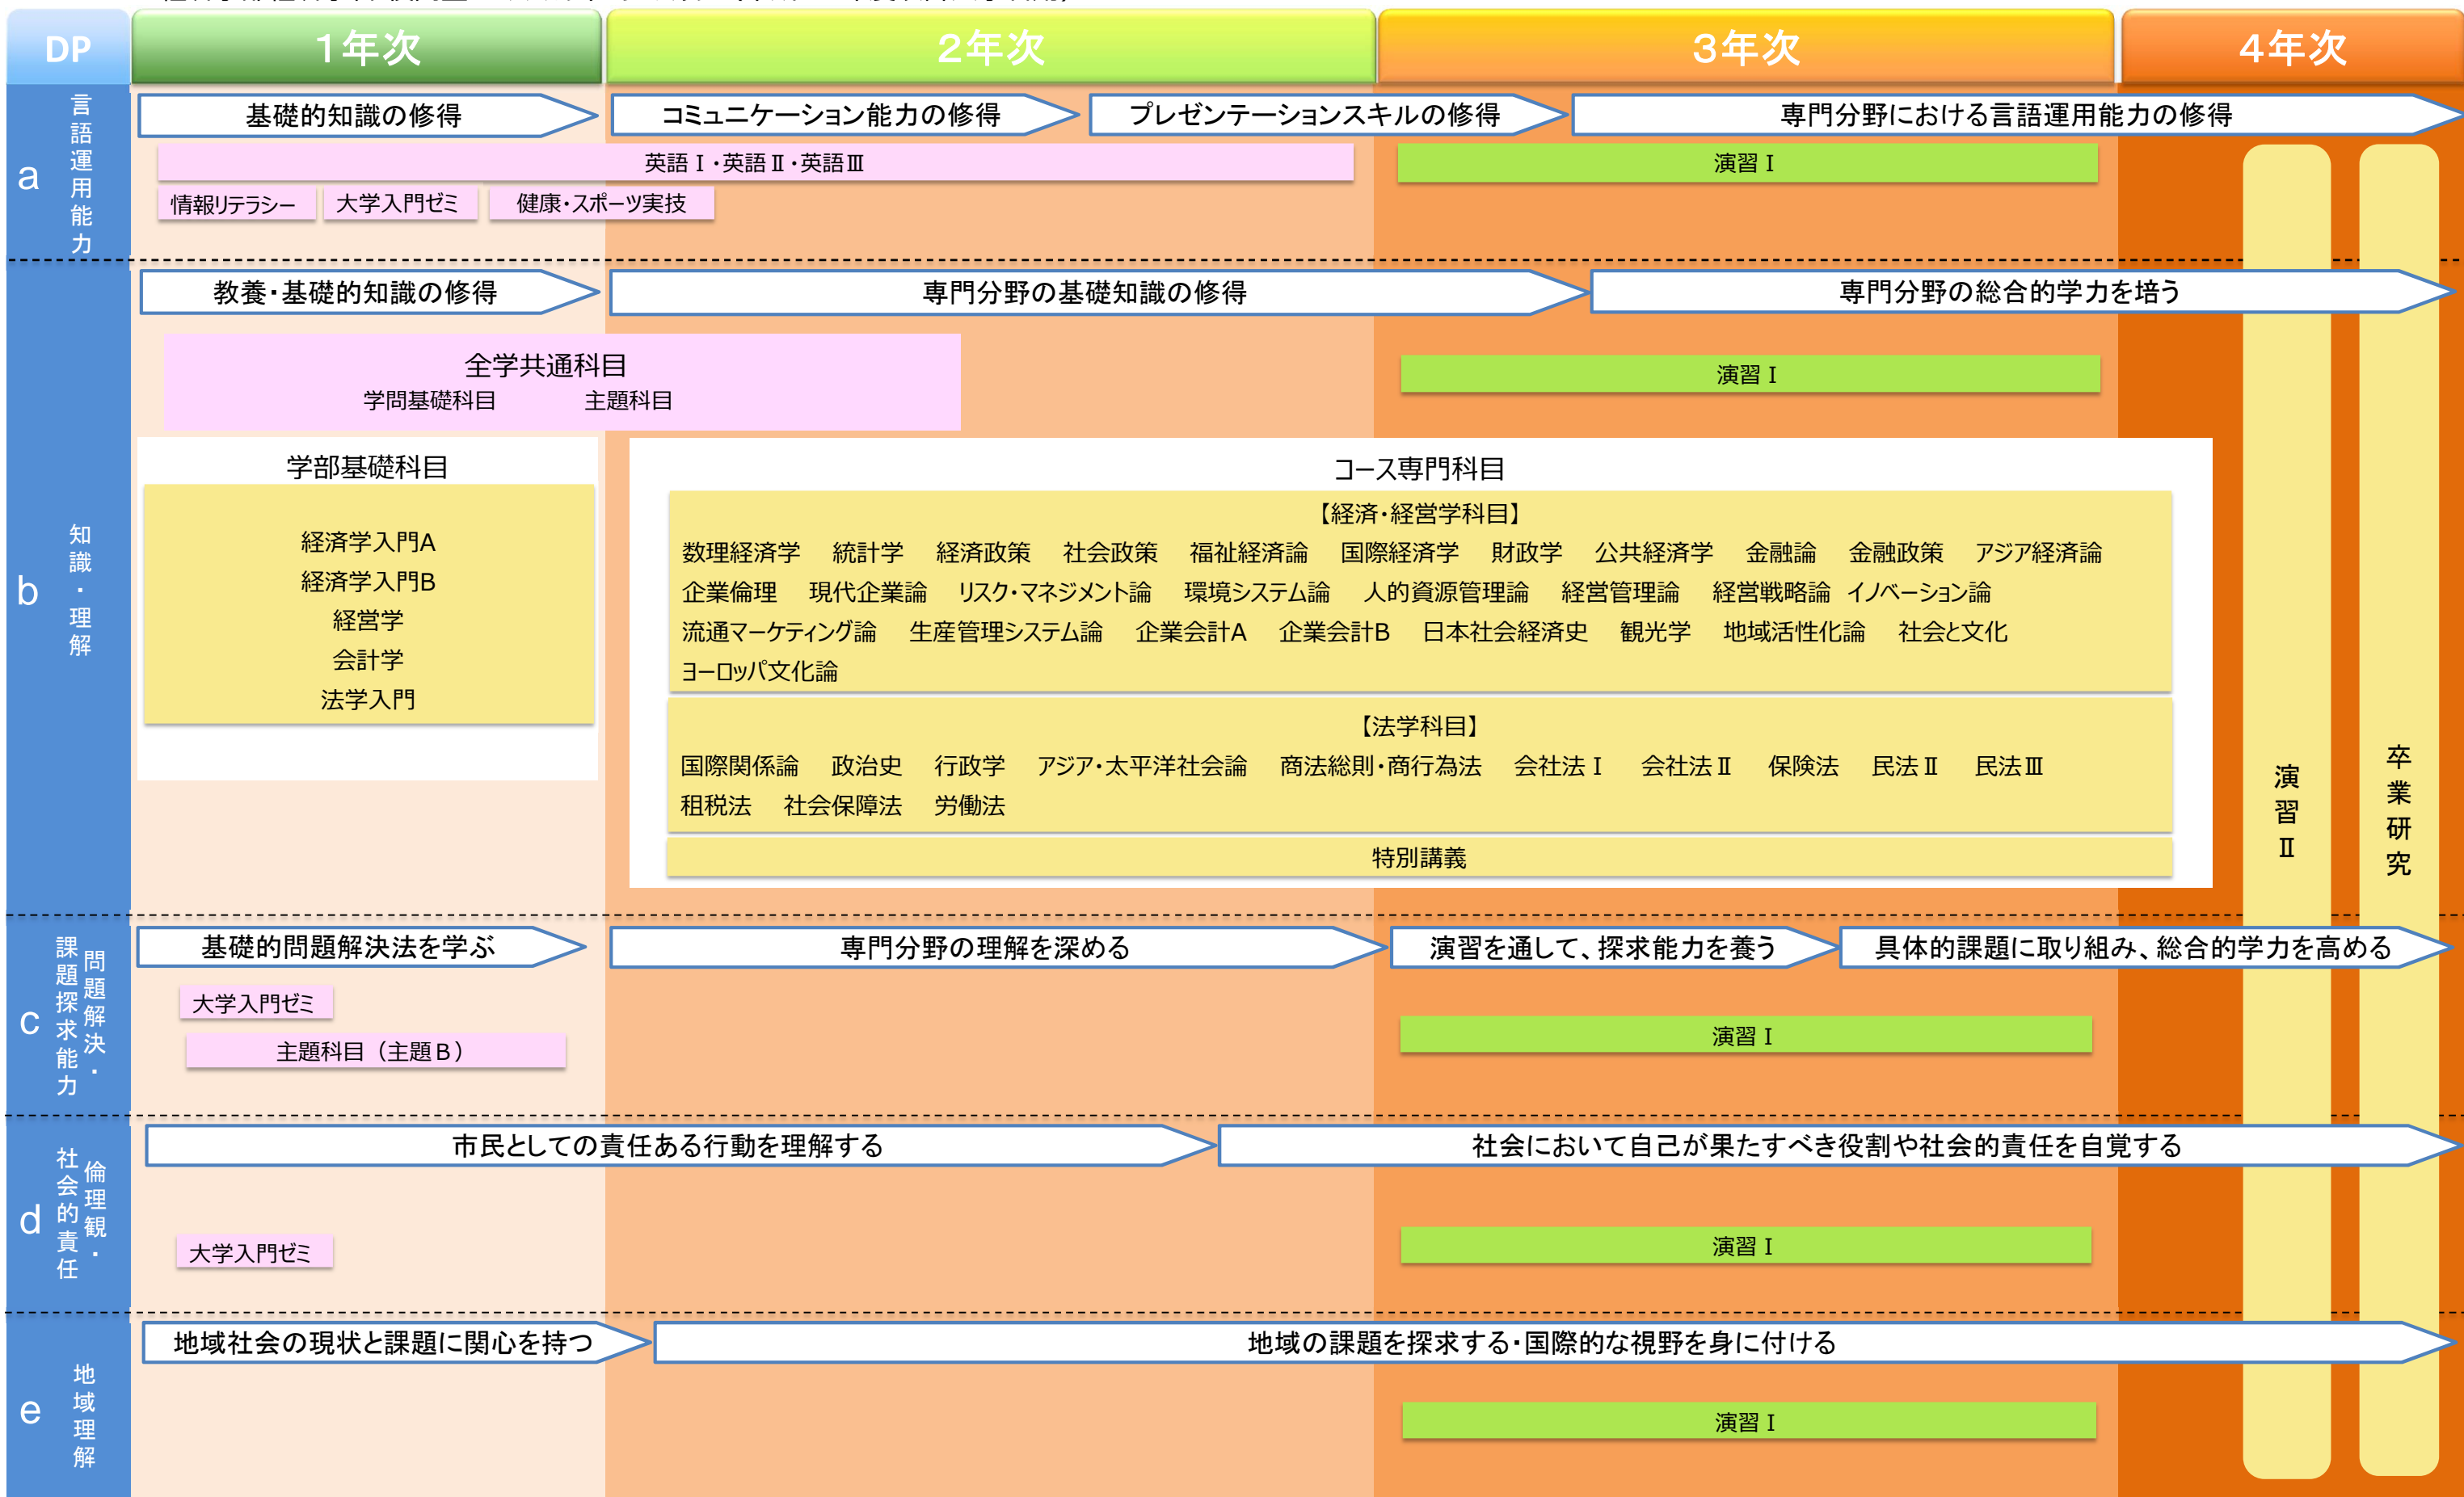 DP
1年次
2年次
3年次
4年次
a
言語運用能力
基礎的知識の修得
コミュニケーション能力の修得
プレゼンテーションスキルの修得
専門分野における言語運用能力の修得
英語Ⅰ・英語Ⅱ・英語Ⅲ
演習Ⅰ
情報リテラシー
大学入門ゼミ
健康・スポーツ実技
b
知識・理解
教養・基礎的知識の修得
専門分野の基礎知識の修得
専門分野の総合的学力を培う
全学共通科目
学問基礎科目 主題科目
演習Ⅰ
学部基礎科目
経済学入門A
経済学入門B
経営学
会計学
法学入門
コース専門科目
【経済・経営学科目】
数理経済学 統計学 経済政策 社会政策 福祉経済論 国際経済学 財政学 公共経済学 金融論 金融政策 アジア経済論
企業倫理 現代企業論 リスク・マネジメント論 環境システム論 人的資源管理論 経営管理論 経営戦略論 イノベーション論
流通マーケティング論 生産管理システム論 企業会計A 企業会計B 日本社会経済史 観光学 地域活性化論 社会と文化
ヨーロッパ文化論
【法学科目】
国際関係論 政治史 行政学 アジア・太平洋社会論 商法総則・商行為法 会社法Ⅰ 会社法Ⅱ 保険法 民法Ⅱ 民法Ⅲ
租税法 社会保障法 労働法
特別講義
演習Ⅱ
卒業研究
c
問題解決・
課題探求能力
基礎的問題解決法を学ぶ
専門分野の理解を深める
演習を通して、探求能力を養う
具体的課題に取り組み、総合的学力を高める
大学入門ゼミ
主題科目（主題B）
演習Ⅰ
d
倫理観・
社会的責任
市民としての責任ある行動を理解する
社会において自己が果たすべき役割や社会的責任を自覚する
大学入門ゼミ
演習Ⅰ
e
地域理解
地域社会の現状と課題に関心を持つ
地域の課題を探求する・国際的な視野を身に付ける
演習Ⅰ